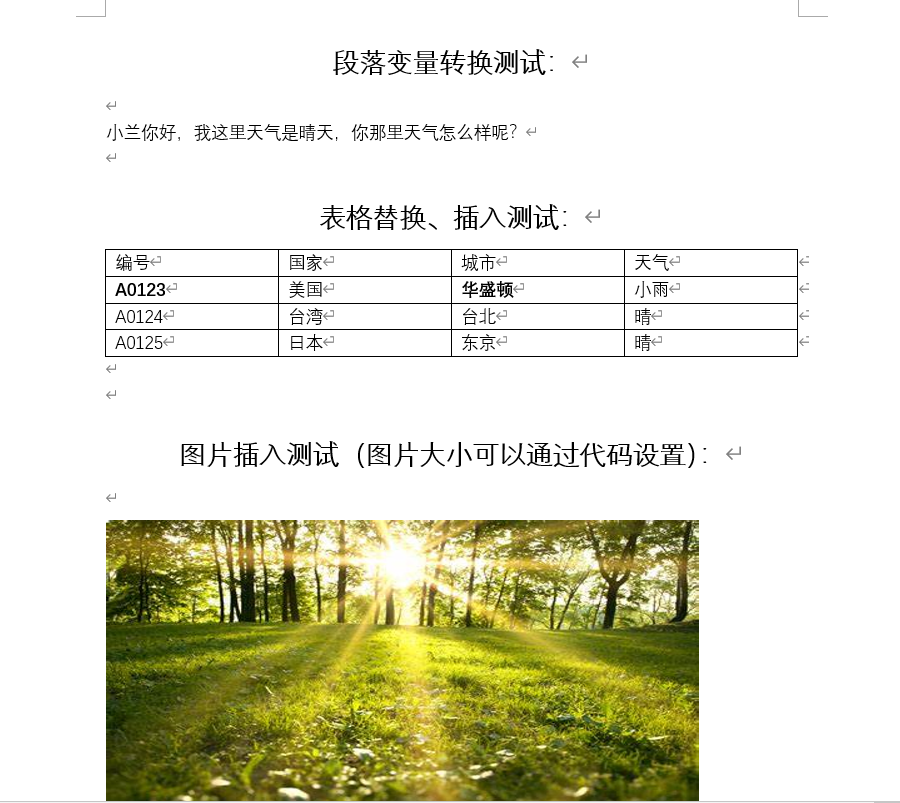 段落变量转换测试：
小兰你好，我这里天气是晴天，你那里天气怎么样呢？
表格替换、插入测试：
编号 国家 城市 天气
A0123 美国 华盛顿 小雨
A0124 台湾 台北 晴
A0125 日本 东京 晴
图片插入测试（图片大小可以通过代码设置）：